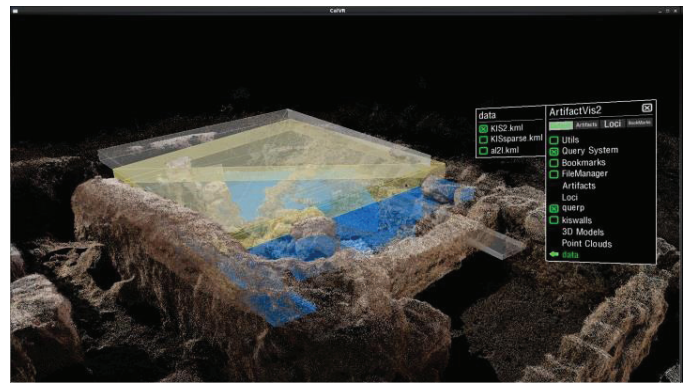 CalVR
data
KIS2.kml
KISsparse.kml
al2l.kml
ArtifactVis2
Artifacts Loci Bookmarks
Utils
Query System
Bookmarks
FileManager
Artifacts
Loci
querp
kiswalls
3D Models
Point Clouds
data